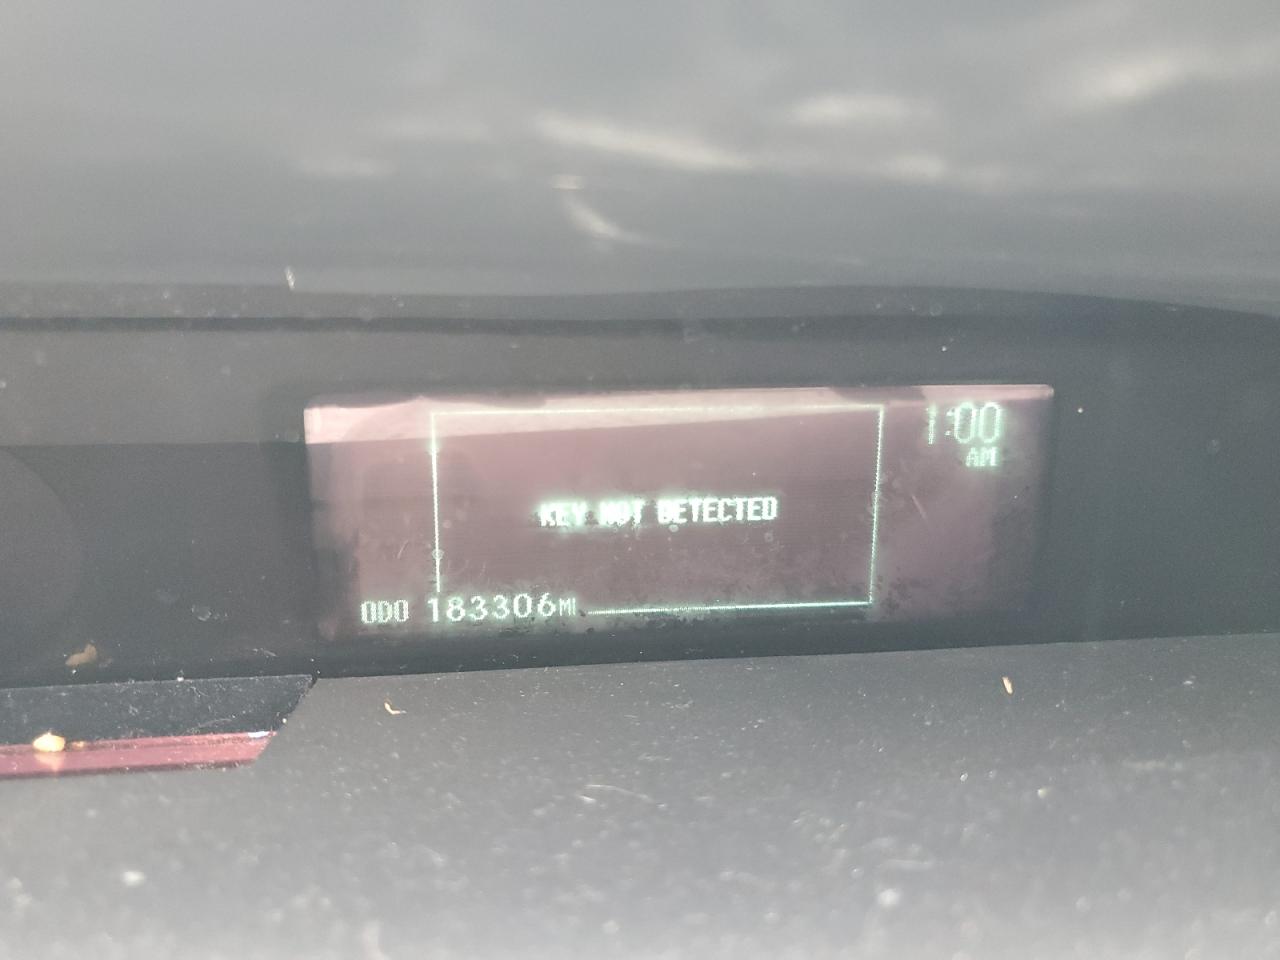 1:00
AM
KEY NOT DETECTED
ODO 183306MI